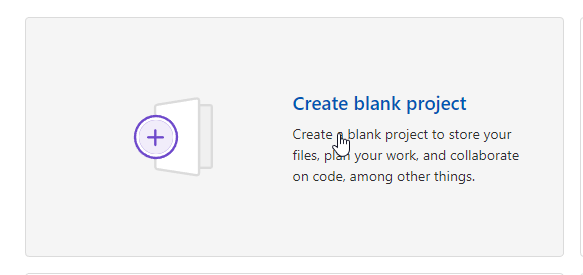 Create blank project
Create a blank project to store your
files, plan your work, and collaborate
on code, among other things.